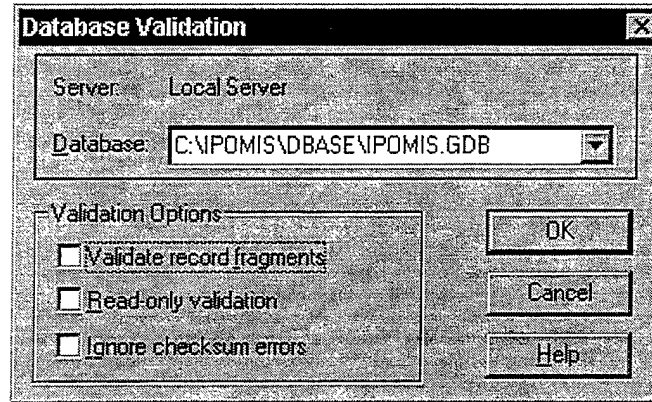 Database Validation
Server: Local Server
Database: C:\IPOMIS\DBASE\IPOMIS.GDB
Validation Options
Validate record fragments
Read-only validation
Ignore checksum errors
OK
Cancel
Help